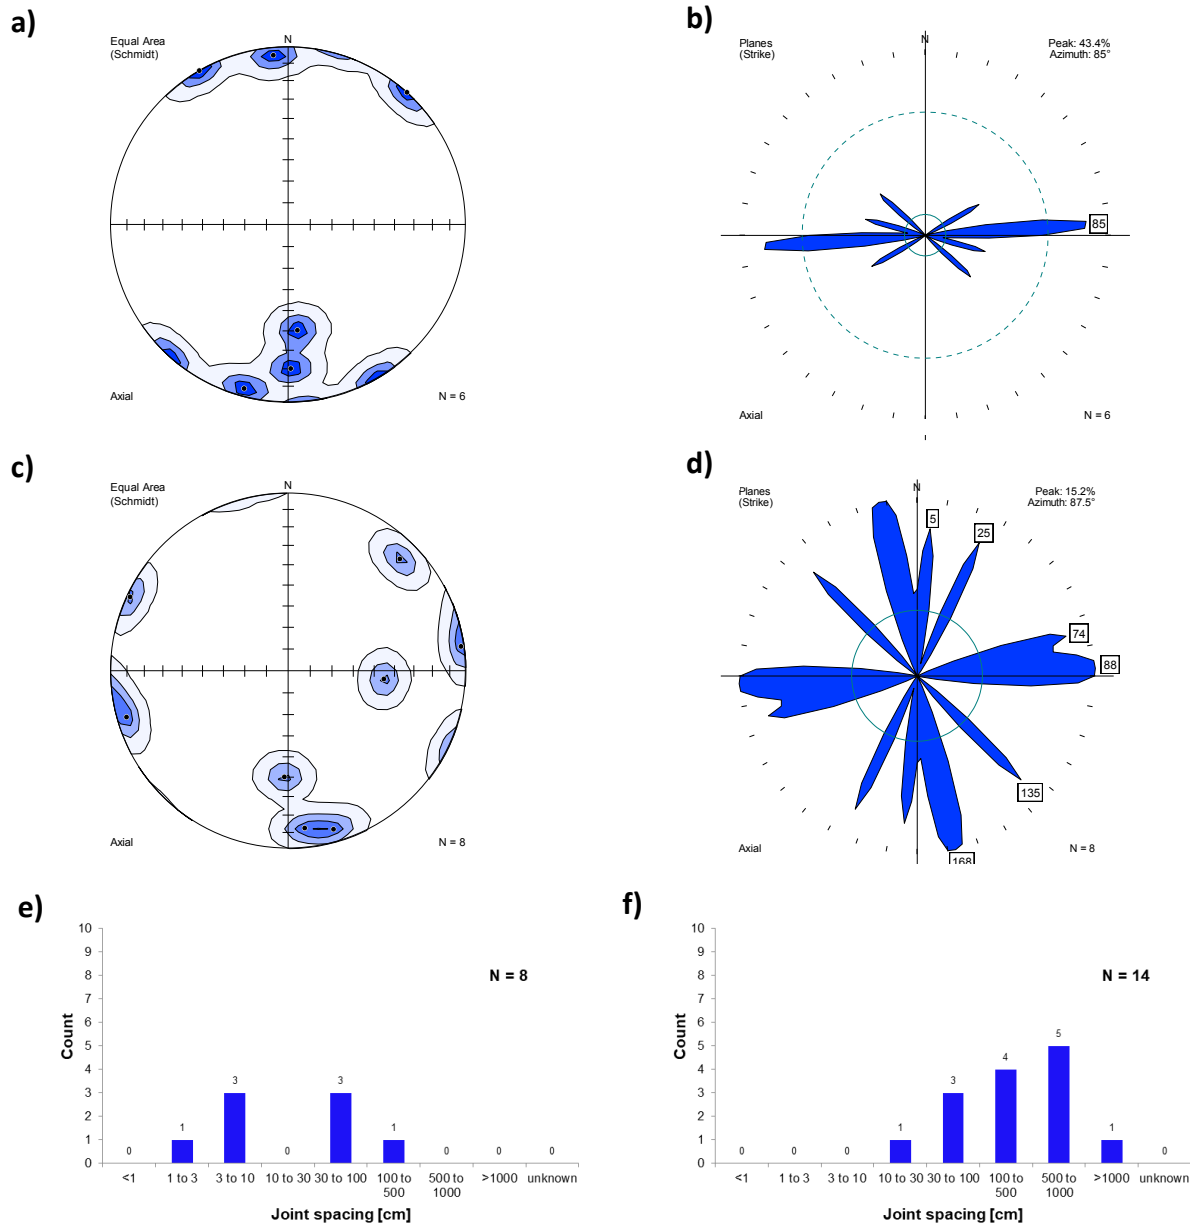 a)
Equal Area
(Schmidt)
N
Axial
N = 6
b)
Planes
(Strike)
N
Peak: 43.4%
Azimuth: 85°
85
Axial
N = 6
c)
Equal Area
(Schmidt)
N
Axial
N = 8
d)
Planes
(Strike)
N
Peak: 15.2%
Azimuth: 87.5°
5
25
74
88
135
168
Axial
N = 8
e)
10
9
8
7
6
5
4
3
2
1
0
Count
N = 8
0
1
3
0
3
1
0
0
0
<1
1 to 3
3 to 10
10 to 30
30 to 100
100 to
500
500 to
1000
>1000
unknown
Joint spacing [cm]
f)
10
9
8
7
6
5
4
3
2
1
0
Count
N = 14
0
0
0
1
3
4
5
1
0
<1
1 to 3
3 to 10
10 to 30
30 to 100
100 to
500
500 to
1000
>1000
unknown
Joint spacing [cm]